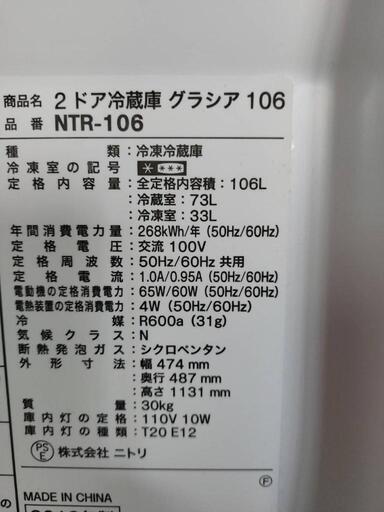 商品名 2ドア冷蔵庫 グラシア 106
品番 NTR-106
種類：冷凍冷蔵庫
冷凍室の記号：* ***
定格内容積：全定格内容積：106L
冷蔵室：73L
冷凍室：33L
年間消費電力量：268kWh/年 (50Hz/60Hz)
定格電圧：交流 100V
定格周波数：50Hz/60Hz 共用
定格電流：1.0A/0.95A (50Hz/60Hz)
電動機の定格消費電力：65W/60W (50Hz/60Hz)
電熱装置の定格消費電力：4W (50Hz/60Hz)
冷媒：R600a (31g)
気候クラス：N
断熱発泡ガス：シクロペンタン
外形寸法：幅 474 mm
奥行 487 mm
高さ 1131 mm
質量：30kg
庫内灯の定格：110V 10W
庫内灯の種類：T20 E12
PSE 株式会社 ニトリ
Ⓕ
MADE IN CHINA
の